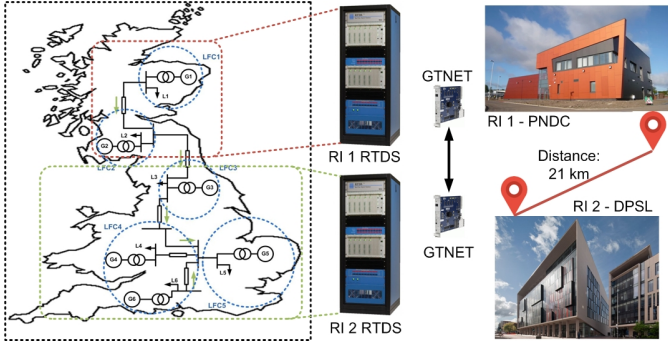 LFC1
G1
L1
L2
G2
LFC2
L3
LFC3
G3
LFC4
L4
G4
G5
L5
L6
G6
LFC5
RI 1 RTDS
RI 2 RTDS
GTNET
GTNET
RI 1 - PNDC
Distance:
21 km
RI 2 - DPSL